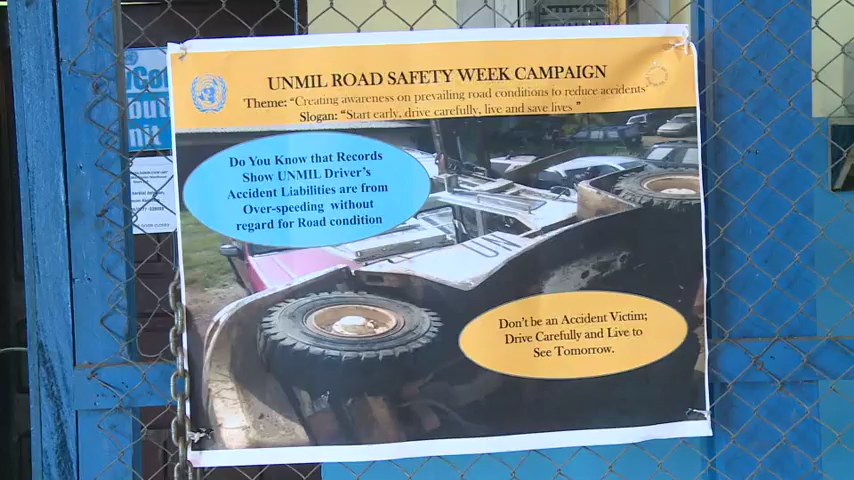 UNMIL ROAD SAFETY WEEK CAMPAIGN
Theme: "Creating awareness on prevailing road conditions to reduce accidents"
Slogan: "Start early, drive carefully, live and save lives "
Do You Know that Records
Show UNMIL Driver's
Accident Liabilities are from
Over-speeding without
regard for Road condition
UN
Don't be an Accident Victim;
Drive Carefully and Live to
See Tomorrow.